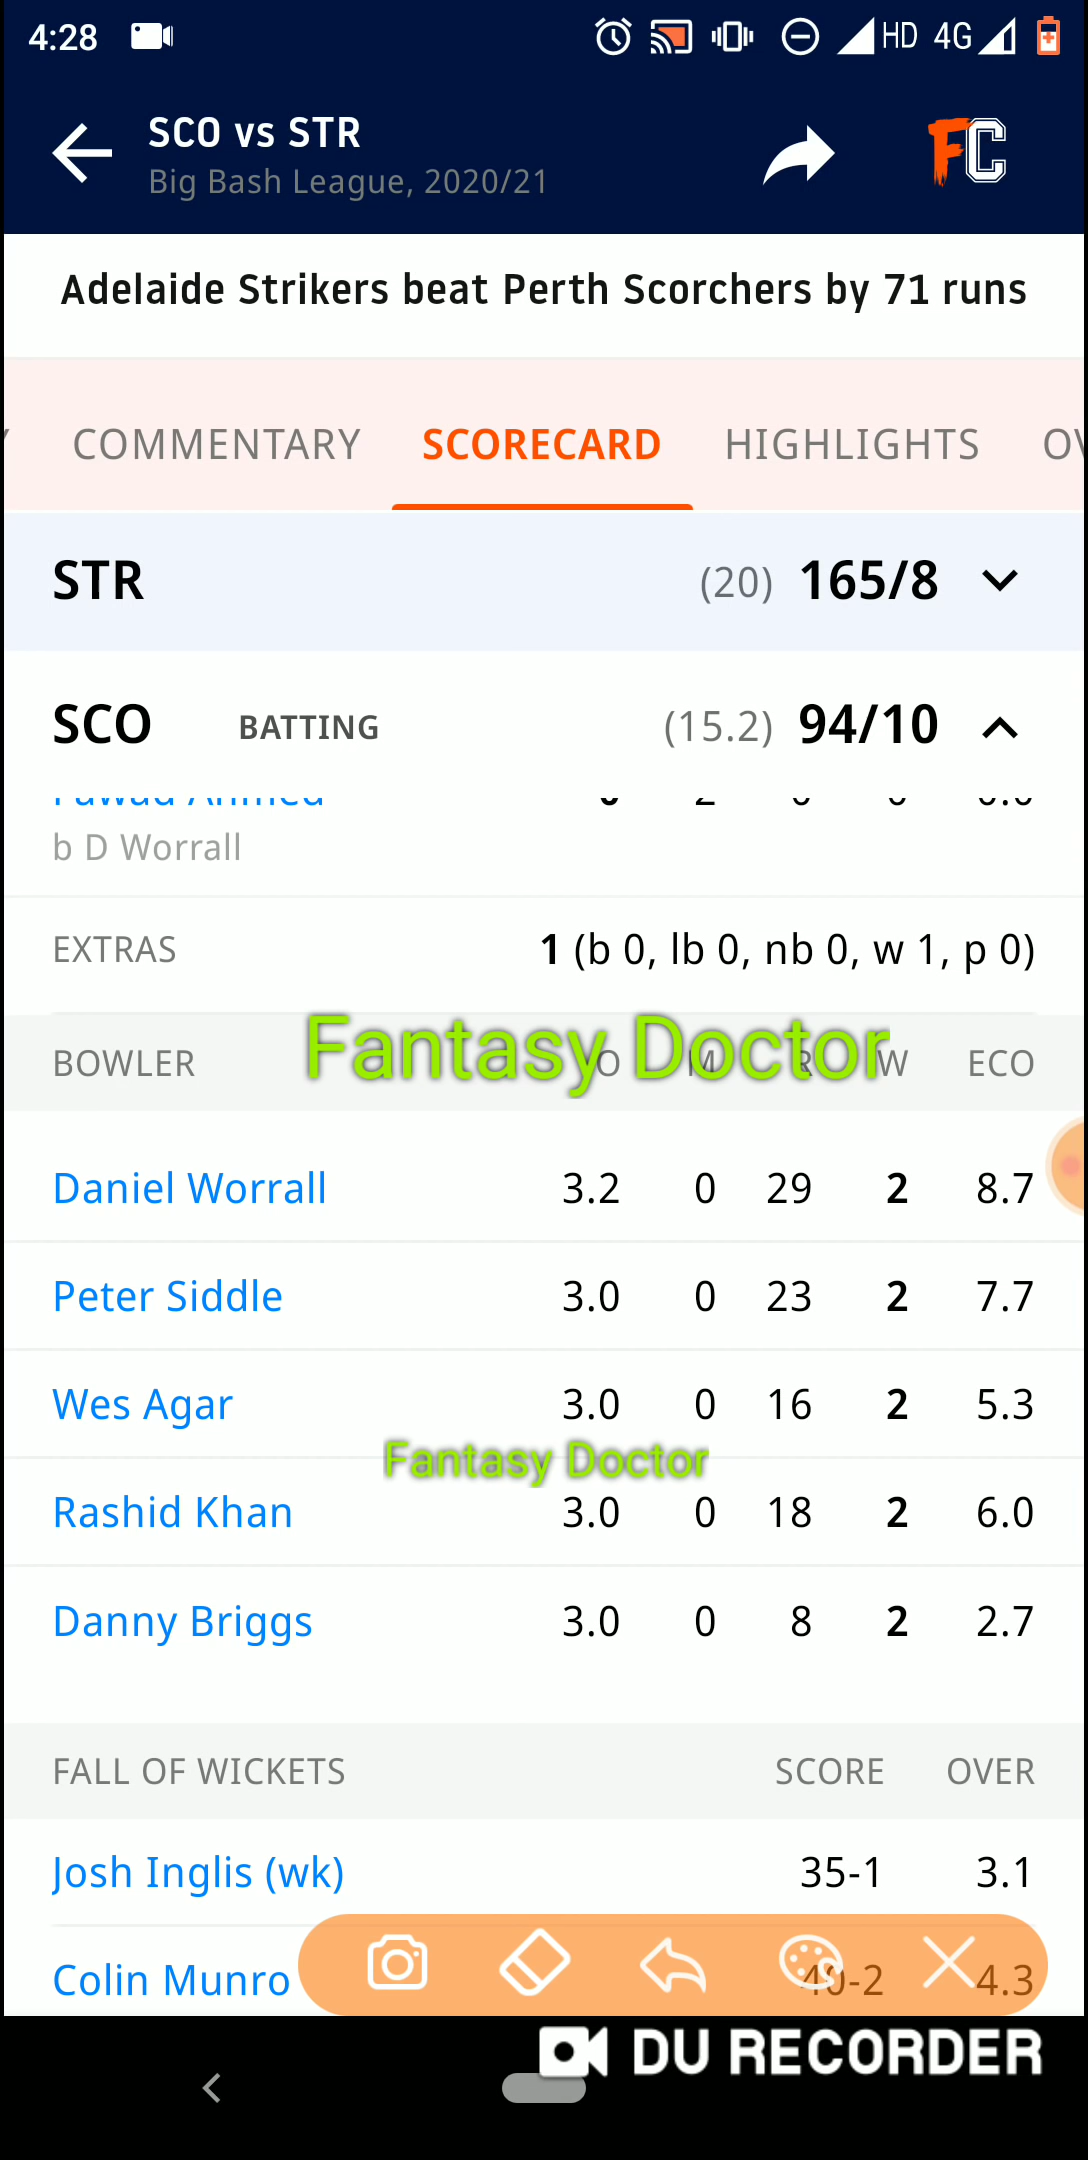 4:28 HD 4G
SCO vs STR
Big Bash League, 2020/21
FC
Adelaide Strikers beat Perth Scorchers by 71 runs
COMMENTARY SCORECARD HIGHLIGHTS
STR (20) 165/8
SCO BATTING (15.2) 94/10
Fawad Ahmed
b D Worrall
EXTRAS 1 (b 0, lb 0, nb 0, w 1, p 0)
Fantasy Doctor
BOWLER O M R W ECO
Daniel Worrall 3.2 0 29 2 8.7
Peter Siddle 3.0 0 23 2 7.7
Wes Agar 3.0 0 16 2 5.3
Fantasy Doctor
Rashid Khan 3.0 0 18 2 6.0
Danny Briggs 3.0 0 8 2 2.7
FALL OF WICKETS SCORE OVER
Josh Inglis (wk) 35-1 3.1
Colin Munro 4.3
DU RECORDER